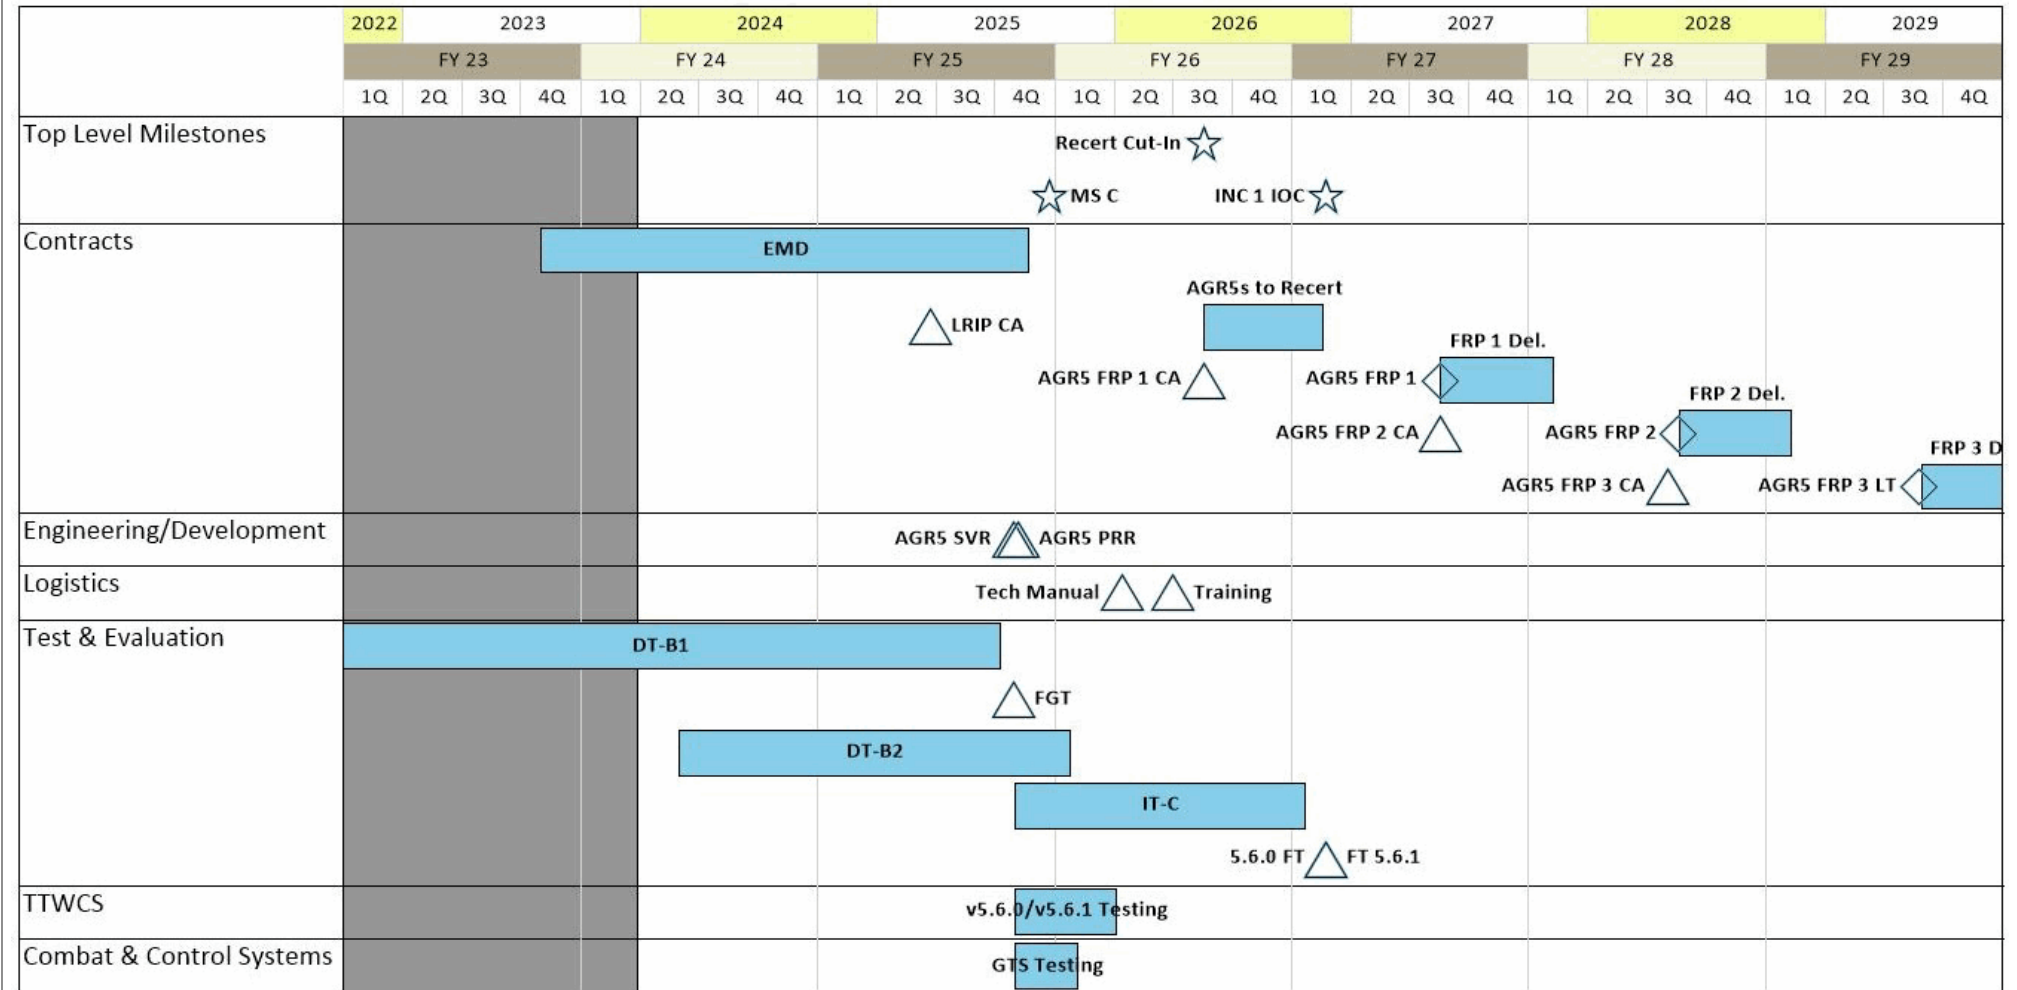 2022 2023 2024 2025 2026 2027 2028 2029
FY 23 FY 24 FY 25 FY 26 FY 27 FY 28 FY 29
1Q 2Q 3Q 4Q 1Q 2Q 3Q 4Q 1Q 2Q 3Q 4Q 1Q 2Q 3Q 4Q 1Q 2Q 3Q 4Q 1Q 2Q 3Q 4Q 1Q 2Q 3Q 4Q
Top Level Milestones
Recert Cut-In
MS C INC 1 IOC
Contracts
EMD
AGR5s to Recert
LRIP CA
FRP 1 Del.
AGR5 FRP 1 CA AGR5 FRP 1
FRP 2 Del.
AGR5 FRP 2 CA AGR5 FRP 2
FRP 3 D
AGR5 FRP 3 CA AGR5 FRP 3 LT
Engineering/Development
AGR5 SVR AGR5 PRR
Logistics
Tech Manual Training
Test & Evaluation
DT-B1
FGT
DT-B2
IT-C
5.6.0 FT FT 5.6.1
TTWCS
v5.6.0/v5.6.1 Testing
Combat & Control Systems
GTS Testing